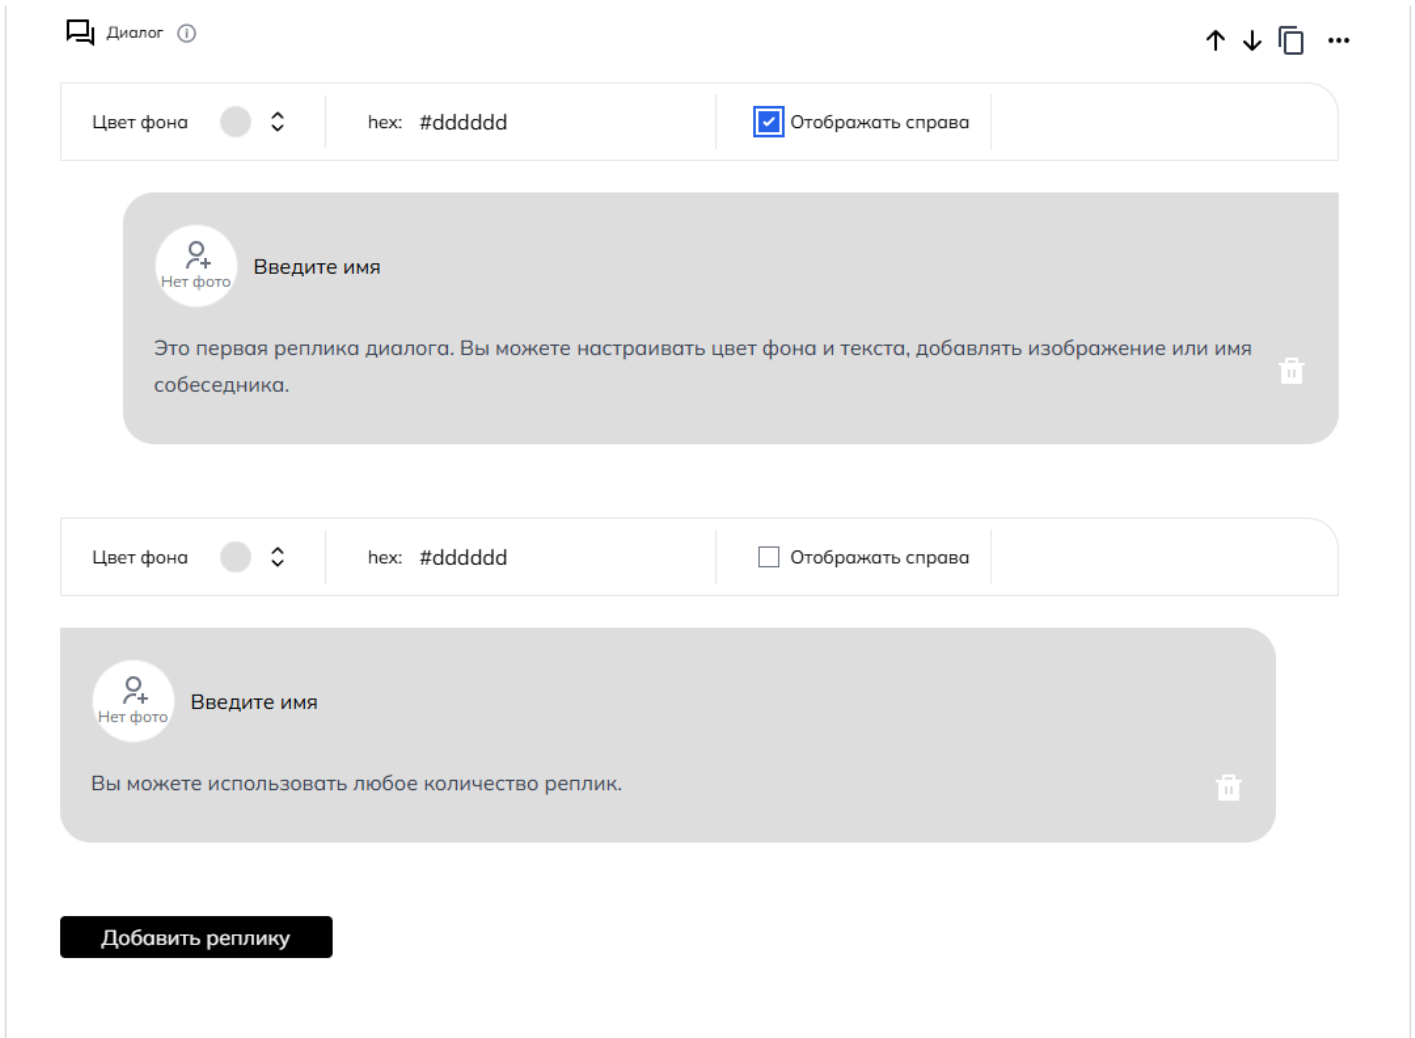 Диалог
Цвет фона hex: #dddddd Отображать справа
Нет фото
Введите имя
Это первая реплика диалога. Вы можете настраивать цвет фона и текста, добавлять изображение или имя
собеседника.
Цвет фона hex: #dddddd Отображать справа
Нет фото
Введите имя
Вы можете использовать любое количество реплик.
Добавить реплику